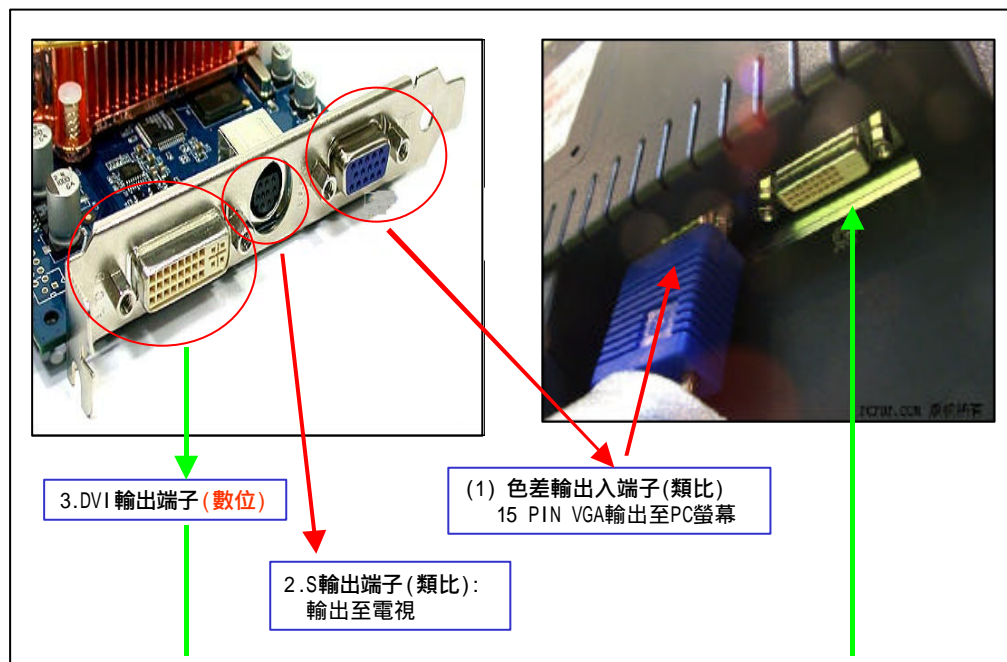 3.DVI輸出端子(數位)
(1) 色差輸出入端子(類比)
15 PIN VGA輸出至PC螢幕
2.S輸出端子(類比):
輸出至電視